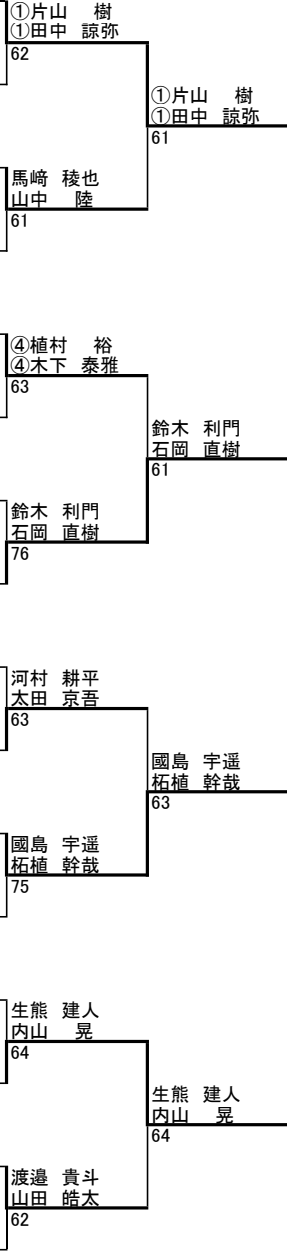 ①片山 樹
①田中 諒弥
62
①片山 樹
①田中 諒弥
61
馬﨑 稜也
山中 陸
61
④植村 裕
④木下 泰雅
63
鈴木 利門
石岡 直樹
61
鈴木 利門
石岡 直樹
76
河村 耕平
太田 京吾
63
國島 宇遥
柘植 幹哉
63
國島 宇遥
柘植 幹哉
75
生熊 建人
内山 晃
64
生熊 建人
内山 晃
64
渡邉 貴斗
山田 皓太
62